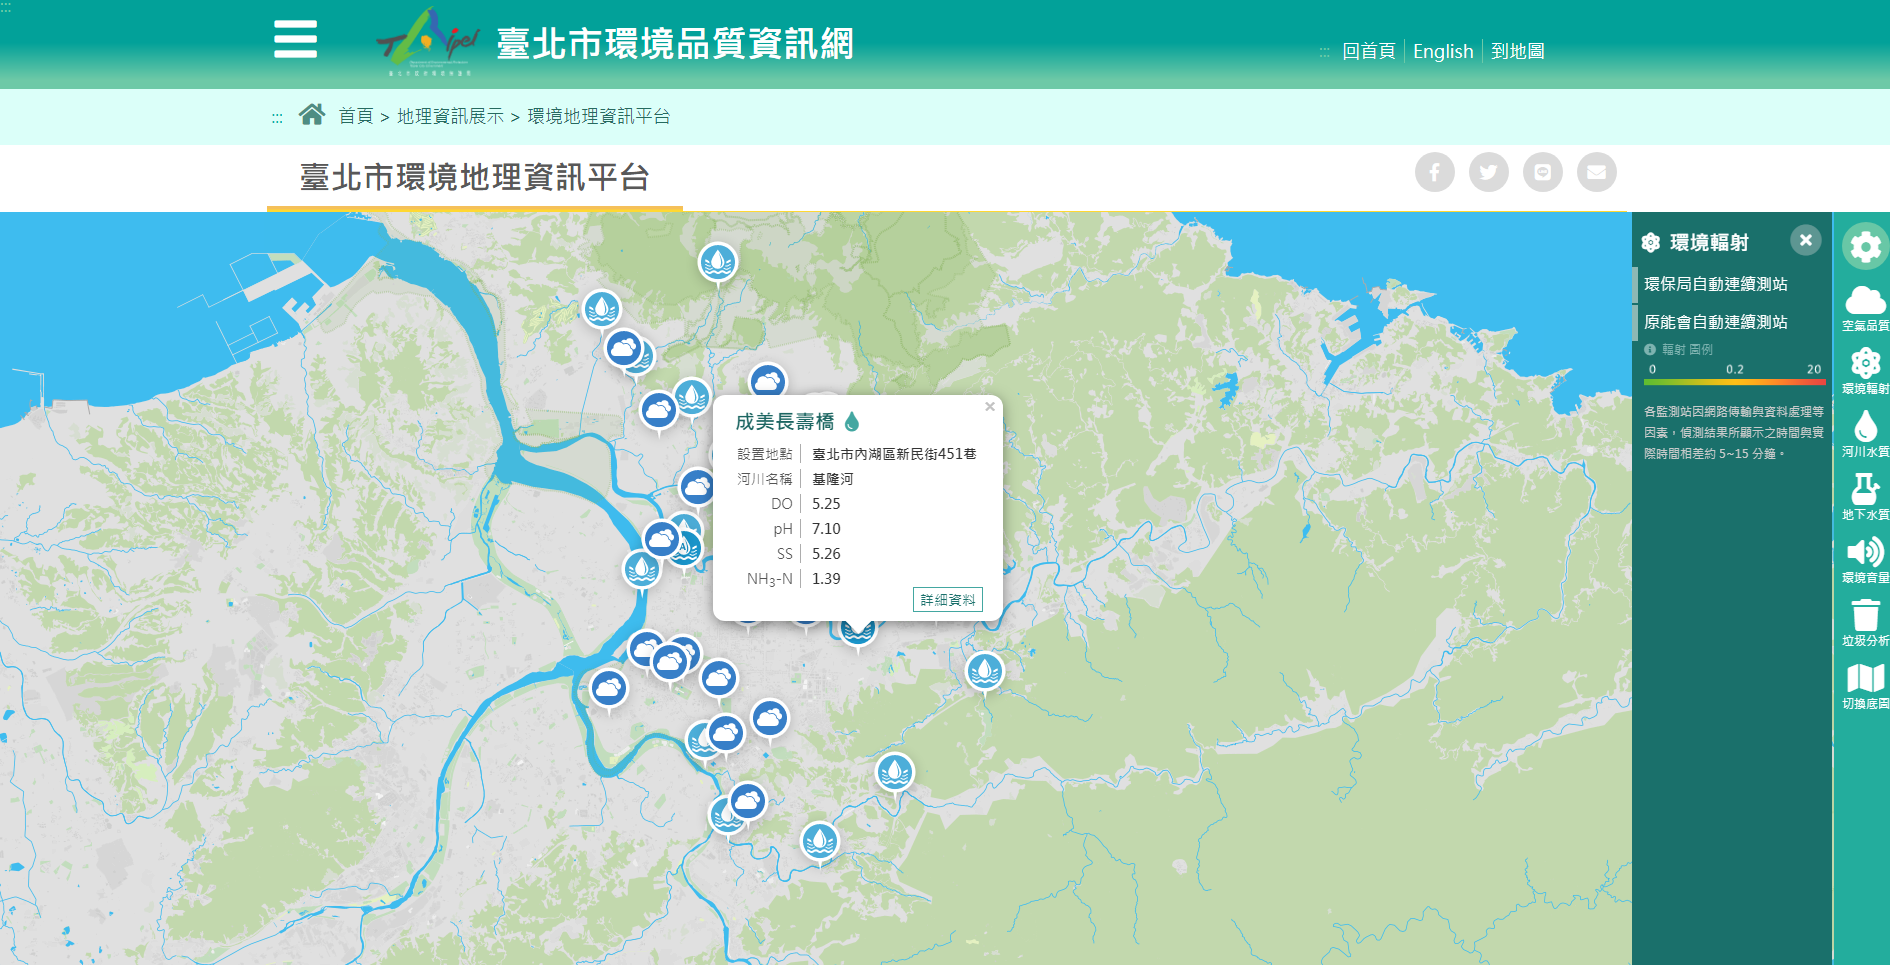 :::
Taipei
臺北市環境品質資訊網
::: 回首頁 English 到地圖
::: 首頁 > 地理資訊展示 > 環境地理資訊平台
臺北市環境地理資訊平台
成美長壽橋
×
設置地點 臺北市內湖區新民街451巷
河川名稱 基隆河
DO 5.25
pH 7.10
SS 5.26
NH₃-N 1.39
詳細資料
環境輻射
環保局自動連續測站
原能會自動連續測站
輻射 圖例
0 0.2 20
各監測站因網路傳輸與資料處理等
因素，偵測結果所顯示之時間與實
際時間相差約 5~15 分鐘。
空氣品質
環境輻射
河川水質
地下水質
環境音量
垃圾分析
切換底圖